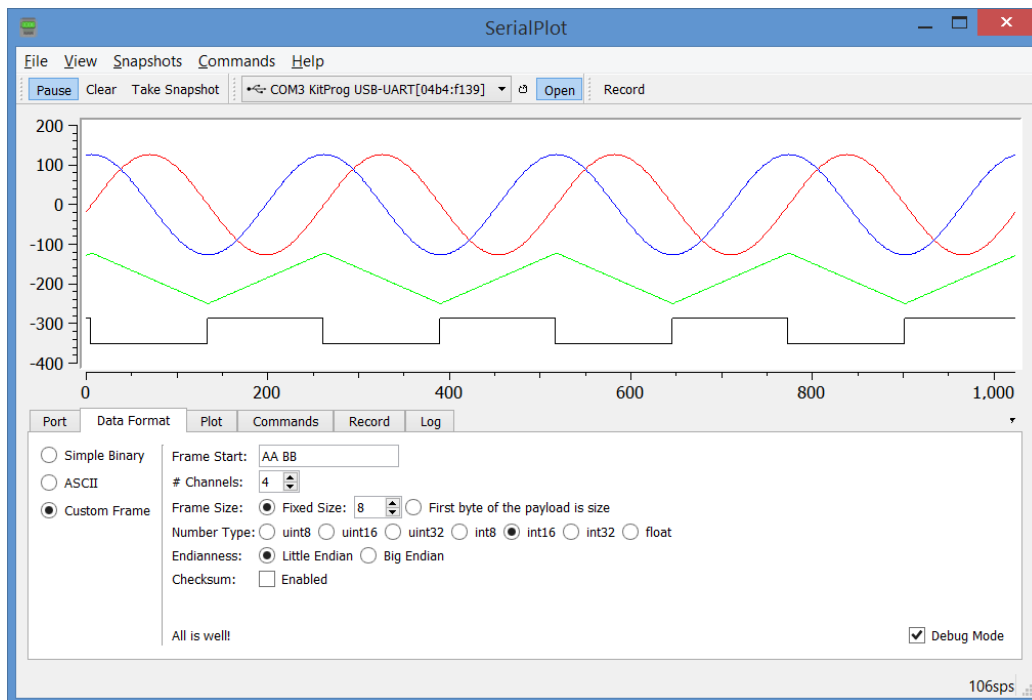 SerialPlot
File View Snapshots Commands Help
Pause Clear Take Snapshot COM3 KitProg USB-UART[04b4:f139] Open Record
200
100
0
-100
-200
-300
-400
0 200 400 600 800 1,000
Port Data Format Plot Commands Record Log
Simple Binary
ASCII
Custom Frame
Frame Start: AA BB
# Channels: 4
Frame Size: Fixed Size: 8 First byte of the payload is size
Number Type: uint8 uint16 uint32 int8 int16 int32 float
Endianness: Little Endian Big Endian
Checksum: Enabled
All is well! Debug Mode
106sps